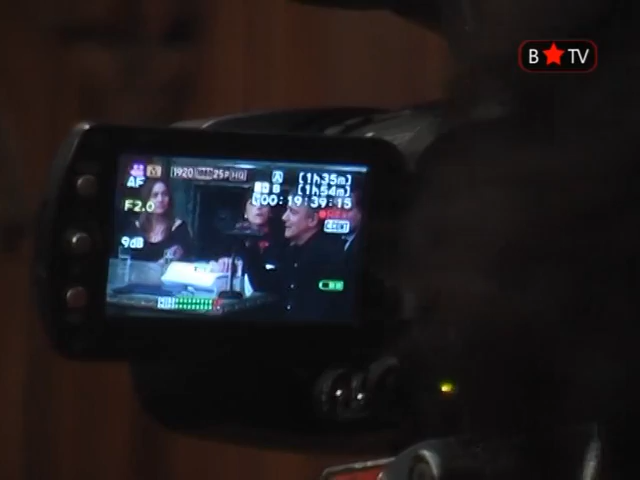 B★TV
AF
1920 25P HQ
A [1h35m]
B [1h54m]
00:19:39:15
F2.0
9dB